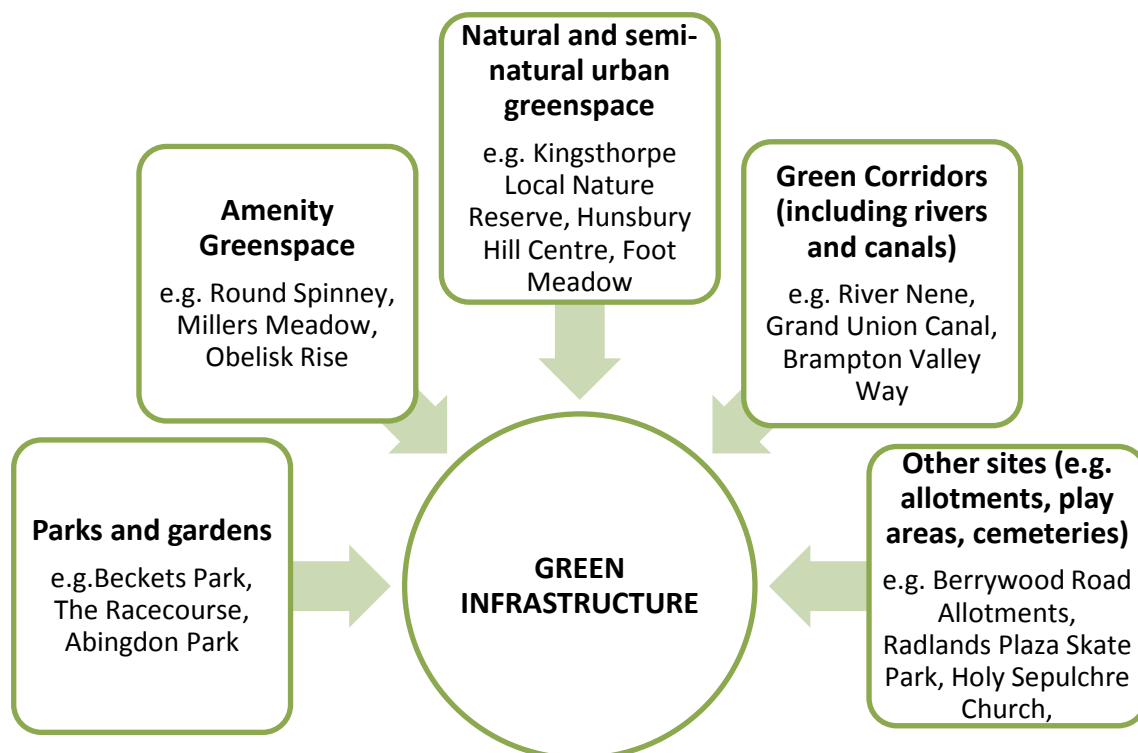 Natural and semi-
natural urban
greenspace
e.g. Kingsthorpe
Local Nature
Reserve, Hunsbury
Hill Centre, Foot
Meadow
Amenity
Greenspace
e.g. Round Spinney,
Millers Meadow,
Obelisk Rise
Green Corridors
(including rivers
and canals)
e.g. River Nene,
Grand Union Canal,
Brampton Valley
Way
Parks and gardens
e.g.Beckets Park,
The Racecourse,
Abingdon Park
GREEN
INFRASTRUCTURE
Other sites (e.g.
allotments, play
areas, cemeteries)
e.g. Berrywood Road
Allotments,
Radlands Plaza Skate
Park, Holy Sepulchre
Church,